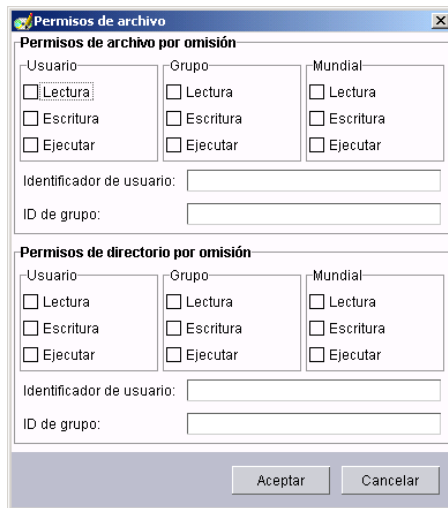 Permisos de archivo
Permisos de archivo por omisión
Usuario Grupo Mundial
Lectura Lectura Lectura
Escritura Escritura Escritura
Ejecutar Ejecutar Ejecutar
Identificador de usuario:
ID de grupo:
Permisos de directorio por omisión
Usuario Grupo Mundial
Lectura Lectura Lectura
Escritura Escritura Escritura
Ejecutar Ejecutar Ejecutar
Identificador de usuario:
ID de grupo:
Aceptar Cancelar